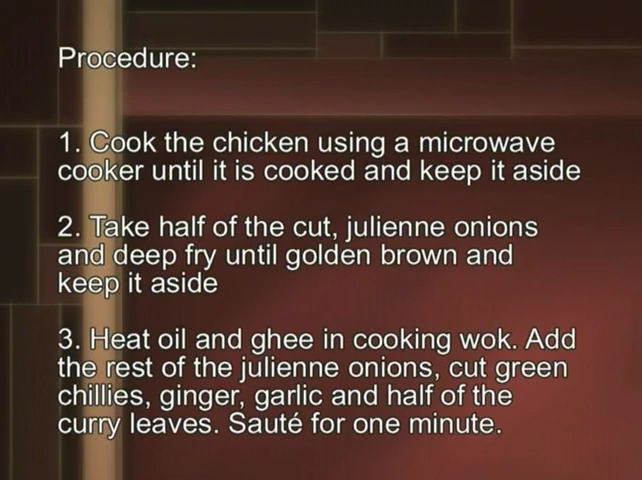 Procedure:
1. Cook the chicken using a microwave
cooker until it is cooked and keep it aside
2. Take half of the cut, julienne onions
and deep fry until golden brown and
keep it aside
3. Heat oil and ghee in cooking wok. Add
the rest of the julienne onions, cut green
chillies, ginger, garlic and half of the
curry leaves. Sauté for one minute.